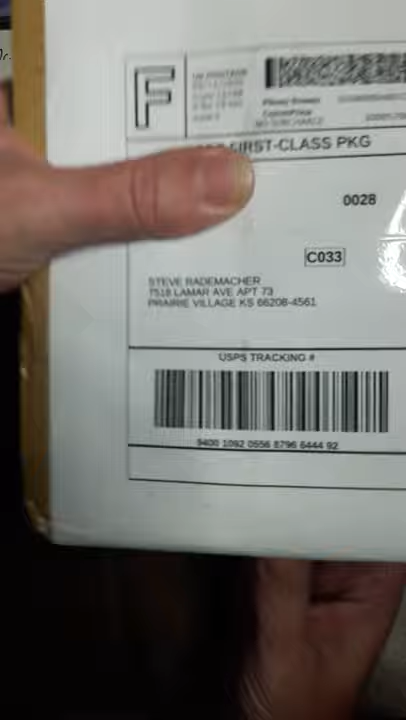 F
FIRST-CLASS PKG
0028
C033
STEVE RADEMACHER
7518 LAMAR AVE APT 73
PRAIRIE VILLAGE KS 66208-4561
USPS TRACKING #
9400 1092 0556 8796 6444 92